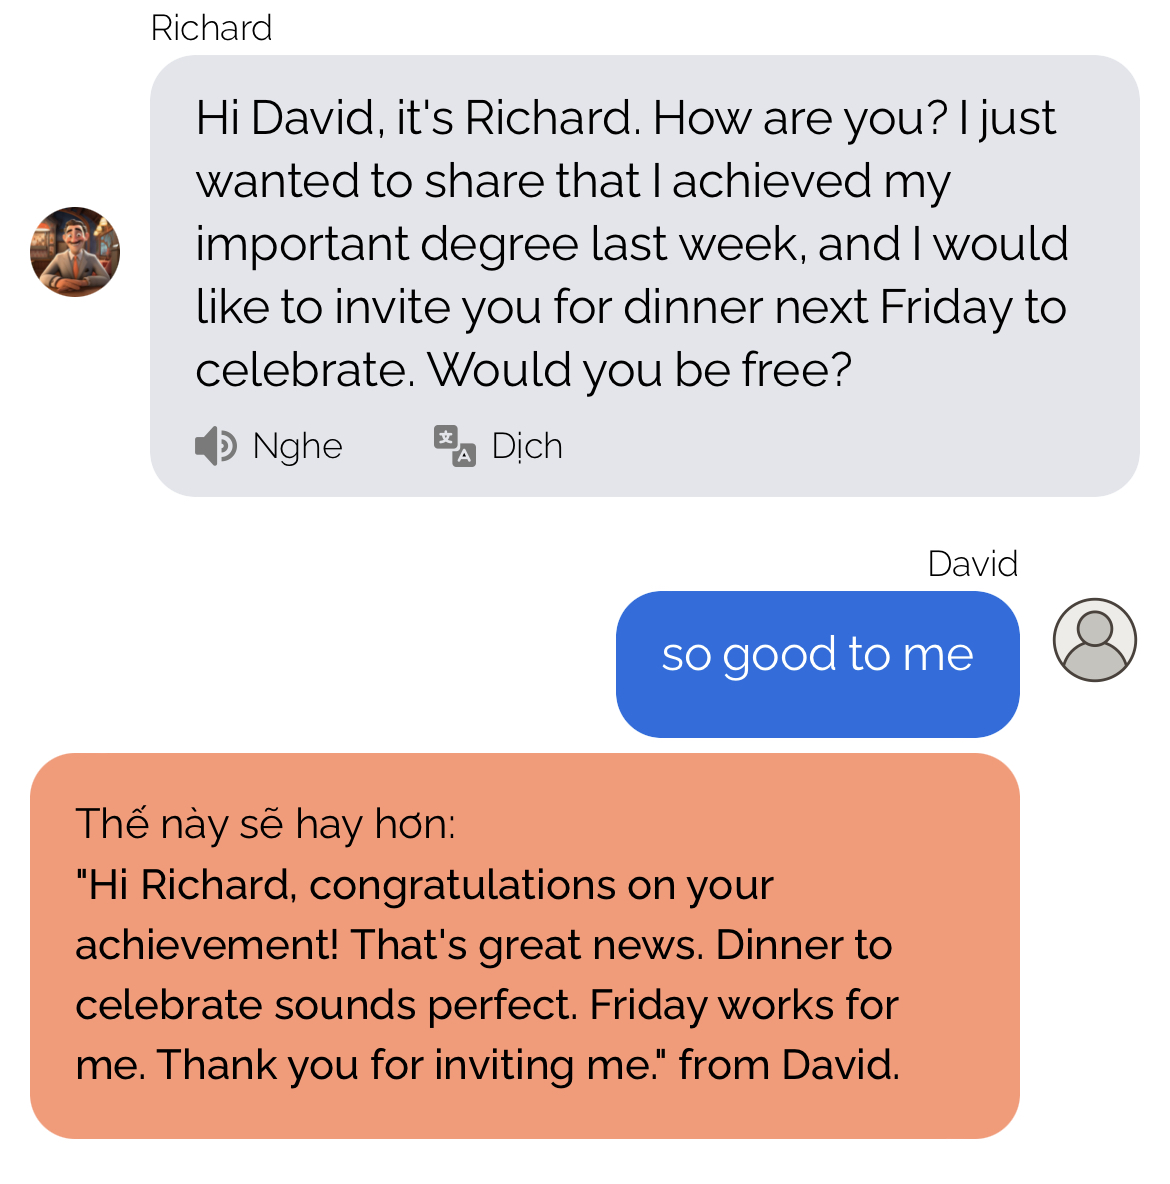 Richard
Hi David, it's Richard. How are you? I just
wanted to share that I achieved my
important degree last week, and I would
like to invite you for dinner next Friday to
celebrate. Would you be free?
Nghe
Dịch
David
so good to me
Thế này sẽ hay hơn:
"Hi Richard, congratulations on your
achievement! That's great news. Dinner to
celebrate sounds perfect. Friday works for
me. Thank you for inviting me." from David.